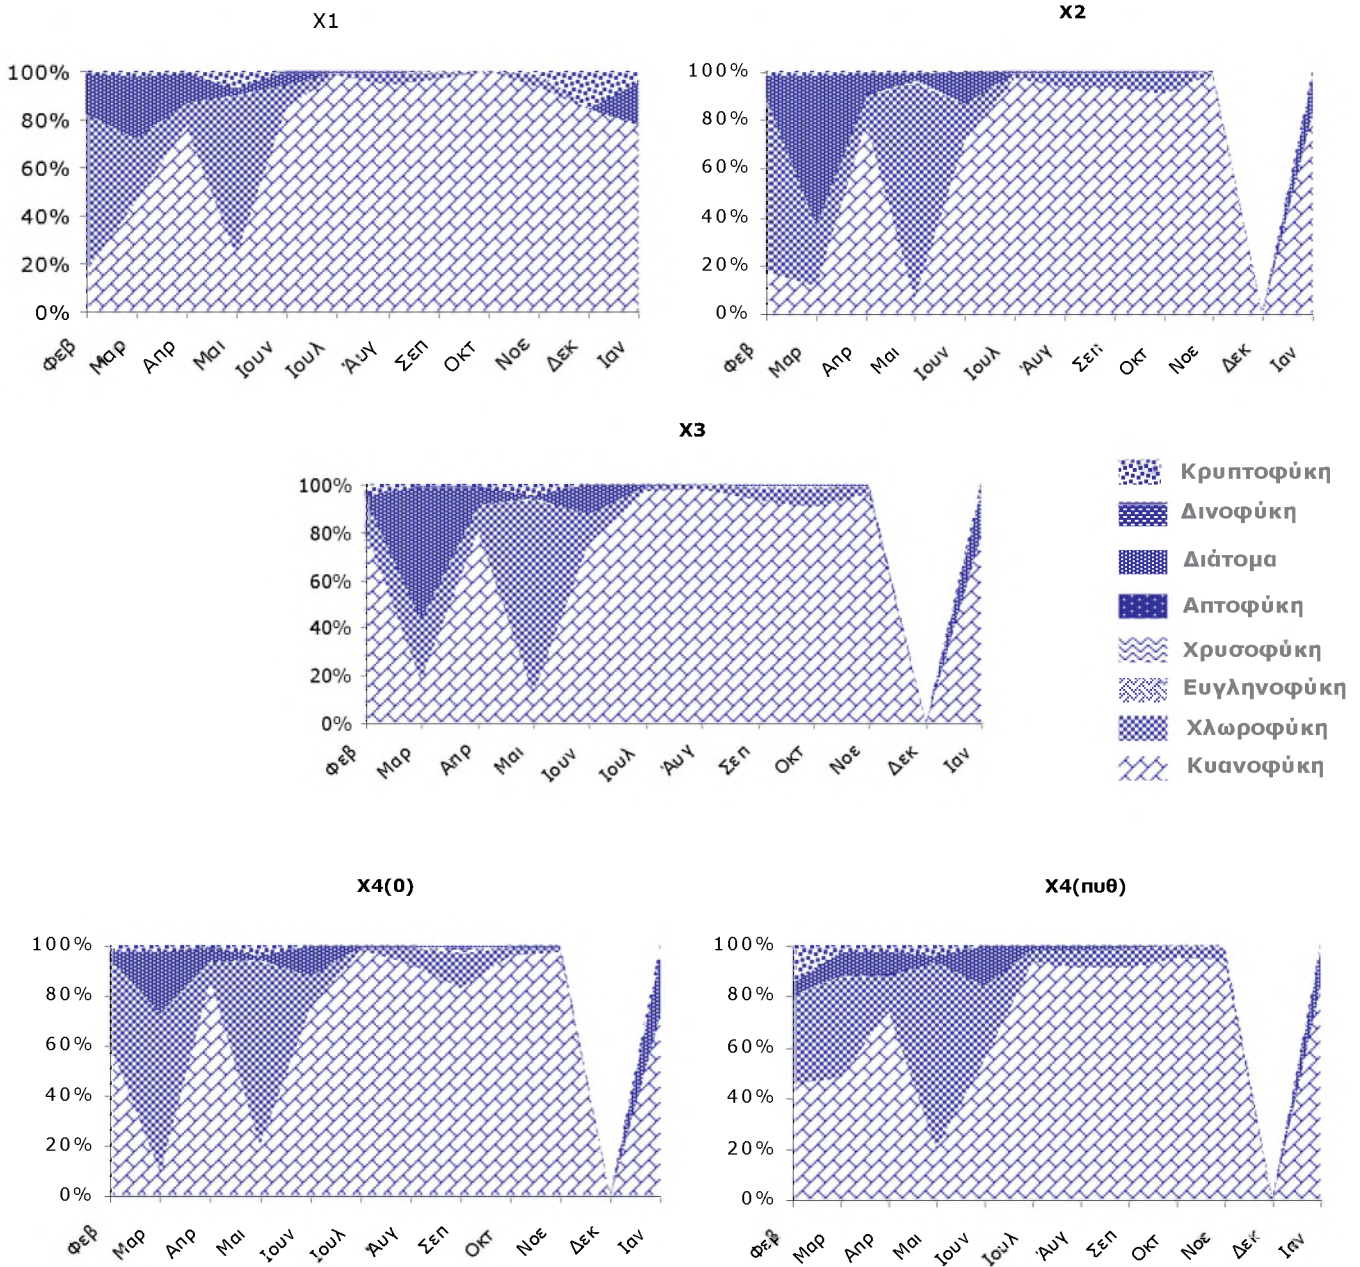 X1
100%
80%
60%
40%
20%
0%
Φεβ Μαρ Απρ Μαι Ιουν Ιουλ Άυγ Σεπ Οκτ Νοε Δεκ Ιαν
X2
100%
80%
60%
40%
20%
0%
Φεβ Μαρ Απρ Μαι Ιουν Ιουλ Άυγ Σεπ Οκτ Νοε Δεκ Ιαν
X3
100%
80%
60%
40%
20%
0%
Φεβ Μαρ Απρ Μαι Ιουν Ιουλ Άυγ Σεπ Οκτ Νοε Δεκ Ιαν
Κρυπτοφύκη
Δινοφύκη
Διάτομα
Απτοφύκη
Χρυσοφύκη
Ευγληνοφύκη
Χλωροφύκη
Κυανοφύκη
X4(0)
100%
80%
60%
40%
20%
0%
Φεβ Μαρ Απρ Μαι Ιουν Ιουλ Άυγ Σεπ Οκτ Νοε Δεκ Ιαν
X4(πυθ)
100%
80%
60%
40%
20%
0%
Φεβ Μαρ Απρ Μαι Ιουν Ιουλ Άυγ Σεπ Οκτ Νοε Δεκ Ιαν